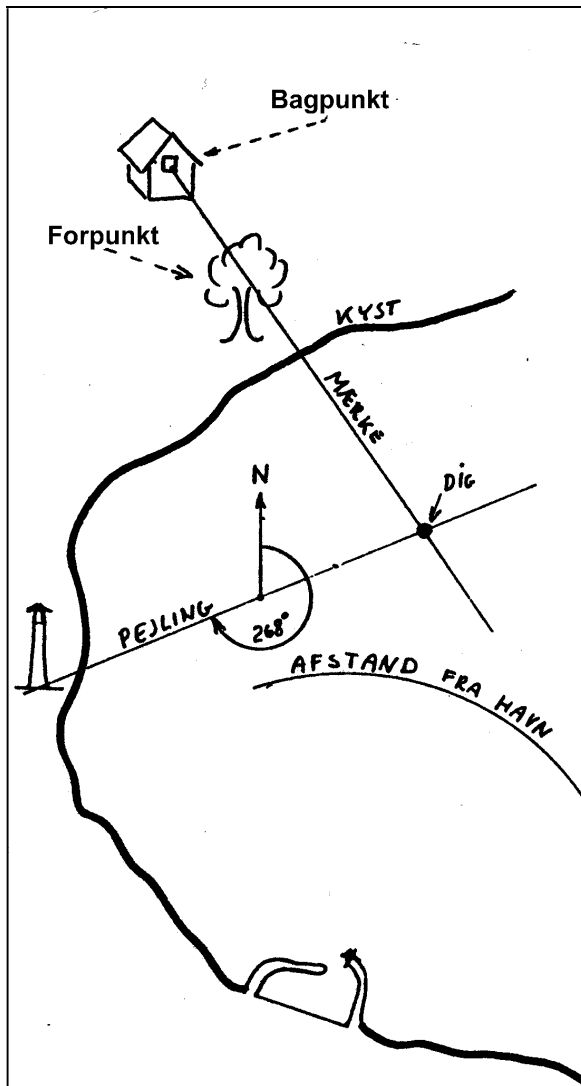 Bagpunkt
Forpunkt
KYST
MÆRKE
N
DIG
PEJLING
268°
AFSTAND FRA HAVN